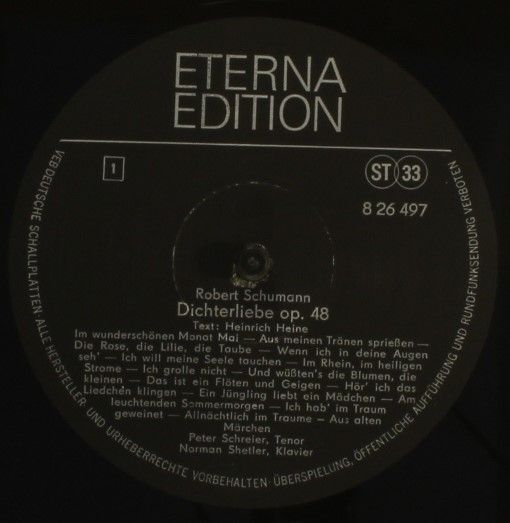 ETERNA
EDITION
1
ST 33
8 26 497
Robert Schumann
Dichterliebe op. 48
Text: Heinrich Heine
Im wunderschönen Monat Mai — Aus meinen Tränen sprießen —
Die Rose, die Lilie, die Taube — Wenn ich in deine Augen
seh' — Ich will meine Seele tauchen — Im Rhein, im heiligen
Strome — Ich grolle nicht — Und wüßten's die Blumen, die
kleinen — Das ist ein Flöten und Geigen — Hör' ich das
Liedchen klingen — Ein Jüngling liebt ein Mädchen — Am
leuchtenden Sommermorgen — Ich hab' im Traum
geweinet — Allnächtlich im Traume — Aus alten
Märchen
Peter Schreier, Tenor
Norman Shetler, Klavier
VEB DEUTSCHE SCHALLPLATTEN · ALLE HERSTELLER- UND URHEBERRECHTE VORBEHALTEN · ÜBERSPIELUNG, ÖFFENTLICHE AUFFÜHRUNG UND RUNDFUNKSENDUNG VERBOTEN